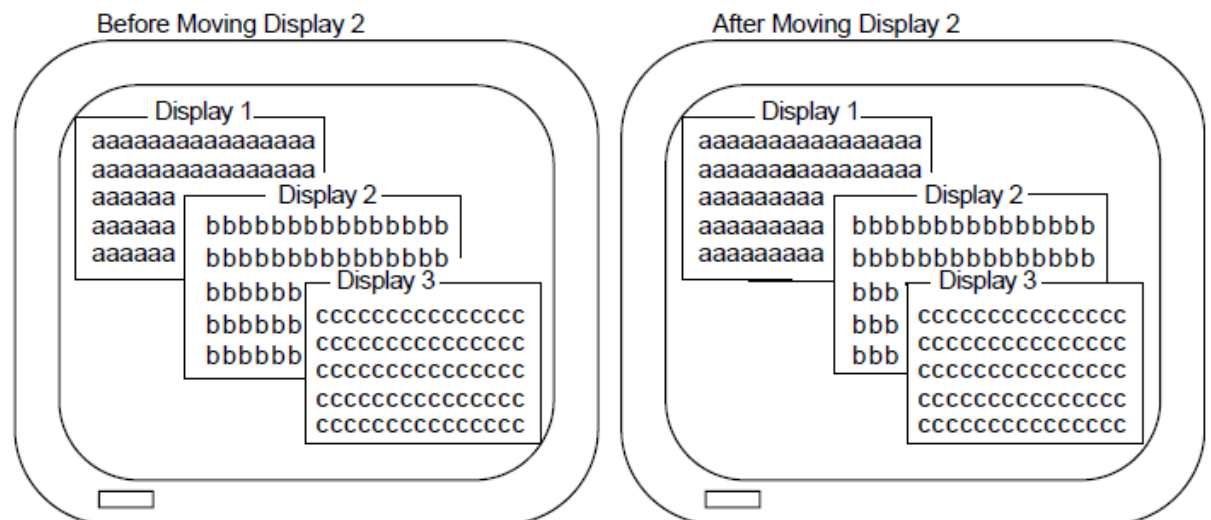 Before Moving Display 2
Display 1
aaaaaaaaaaaaaaaa
aaaaaaaaaaaaaaaa
aaaaaa
aaaaaa
aaaaaa
Display 2
bbbbbbbbbbbbbbb
bbbbbbbbbbbbbbb
bbbbbb
bbbbbb
bbbbbb
Display 3
ccccccccccccccc
ccccccccccccccc
ccccccccccccccc
ccccccccccccccc
ccccccccccccccc
After Moving Display 2
Display 1
aaaaaaaaaaaaaaaa
aaaaaaaaaaaaaaaa
aaaaaaaaa
aaaaaaaaa
aaaaaaaaa
Display 2
bbbbbbbbbbbbbbb
bbbbbbbbbbbbbbb
bbb
bbb
bbb
Display 3
ccccccccccccccc
ccccccccccccccc
ccccccccccccccc
ccccccccccccccc
ccccccccccccccc